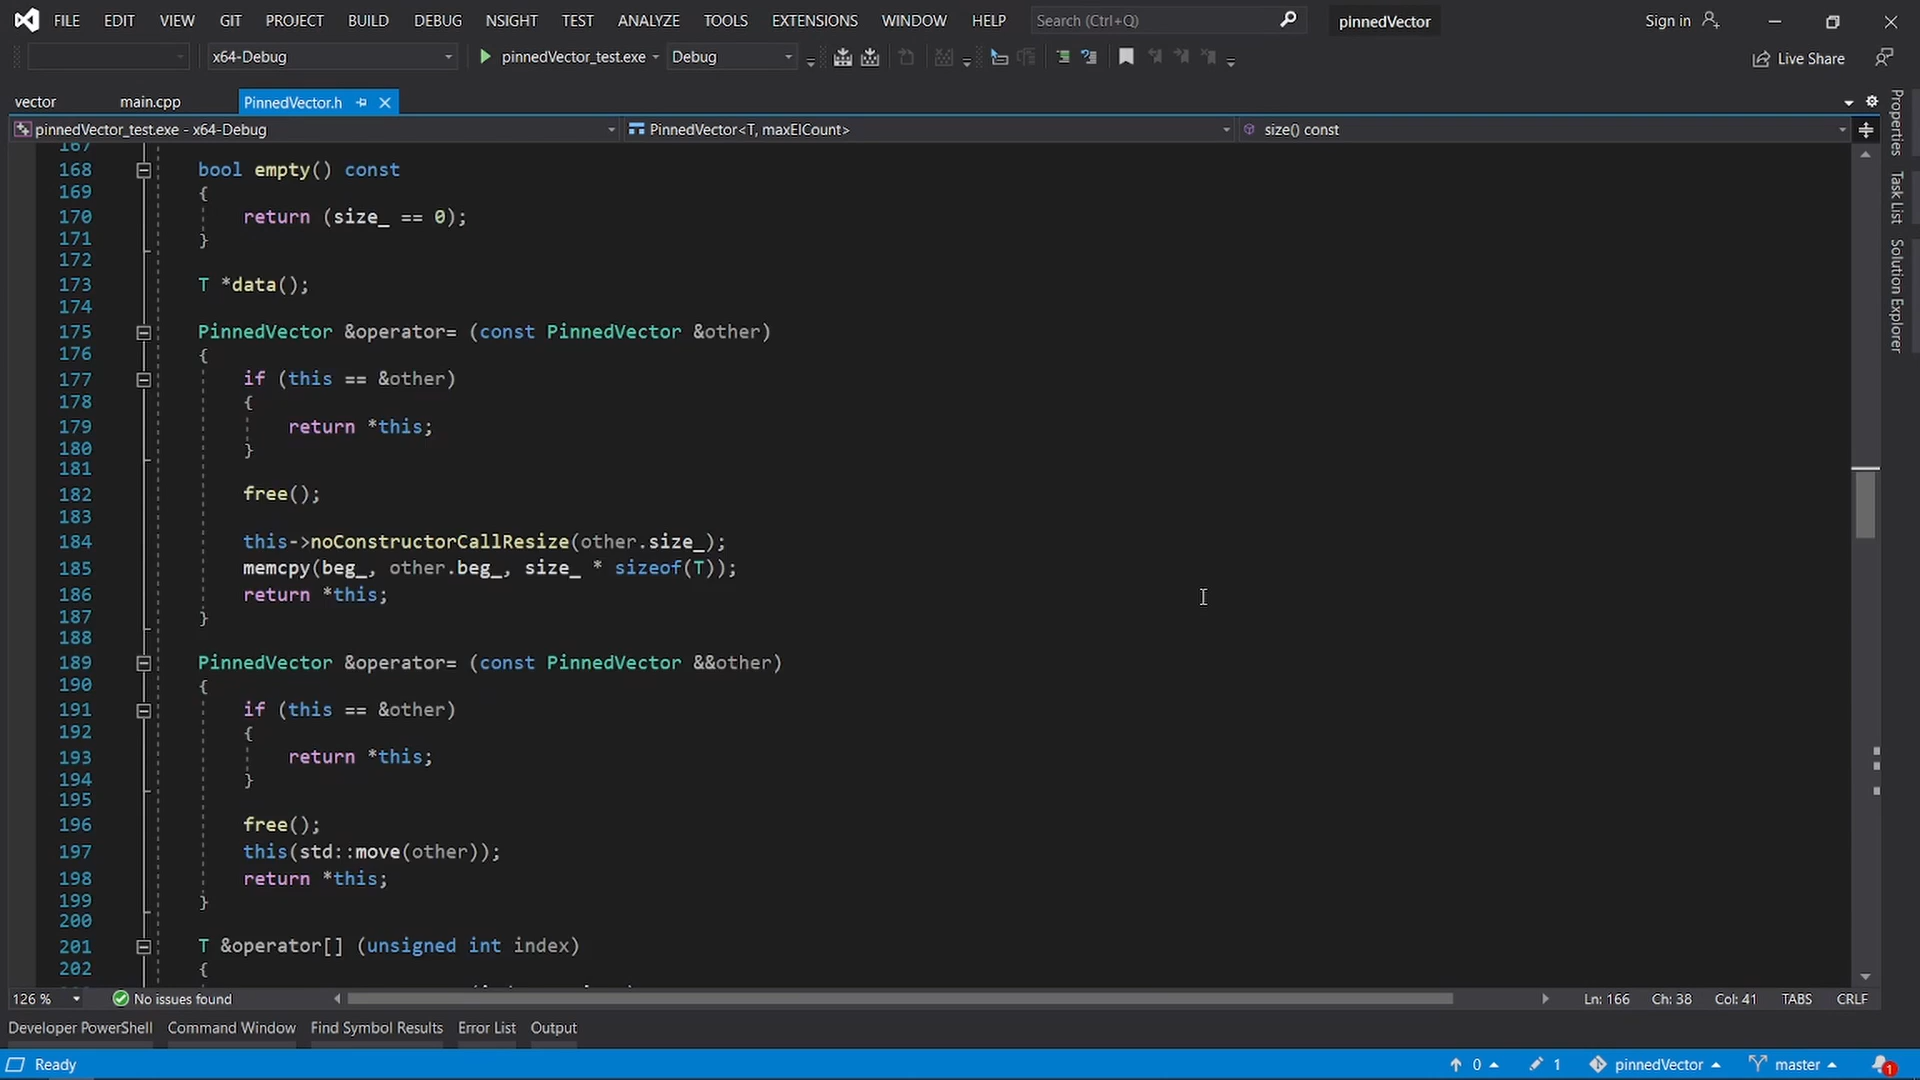 FILE EDIT VIEW GIT PROJECT BUILD DEBUG NSIGHT TEST ANALYZE TOOLS EXTENSIONS WINDOW HELP Search (Ctrl+Q) pinnedVector Sign in
x64-Debug pinnedVector_test.exe Debug Live Share
vector main.cpp PinnedVector.h
pinnedVector_test.exe - x64-Debug PinnedVector<T, maxElCount> size() const
167
168 bool empty() const
169 {
170 return (size_ == 0);
171 }
172
173 T *data();
174
175 PinnedVector &operator= (const PinnedVector &other)
176 {
177 if (this == &other)
178 {
179 return *this;
180 }
181
182 free();
183
184 this->noConstructorCallResize(other.size_);
185 memcpy(beg_, other.beg_, size_ * sizeof(T));
186 return *this;
187 }
188
189 PinnedVector &operator= (const PinnedVector &&other)
190 {
191 if (this == &other)
192 {
193 return *this;
194 }
195
196 free();
197 this(std::move(other));
198 return *this;
199 }
200
201 T &operator[] (unsigned int index)
202 {
Properties
Task List
Solution Explorer
126 % No issues found Ln: 166 Ch: 38 Col: 41 TABS CRLF
Developer PowerShell Command Window Find Symbol Results Error List Output
Ready 0 1 pinnedVector master 1